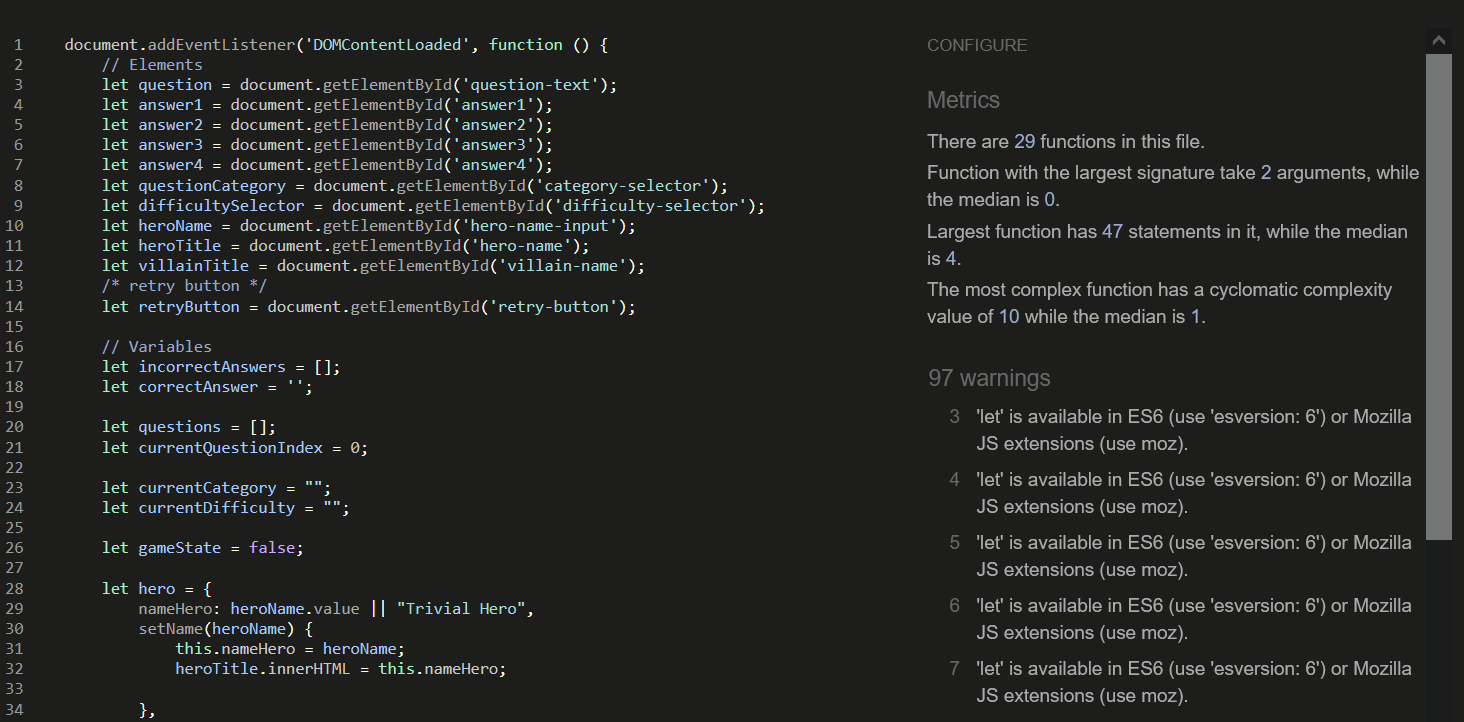 1 document.addEventListener('DOMContentLoaded', function () {
2 // Elements
3 let question = document.getElementById('question-text');
4 let answer1 = document.getElementById('answer1');
5 let answer2 = document.getElementById('answer2');
6 let answer3 = document.getElementById('answer3');
7 let answer4 = document.getElementById('answer4');
8 let questionCategory = document.getElementById('category-selector');
9 let difficultySelector = document.getElementById('difficulty-selector');
10 let heroName = document.getElementById('hero-name-input');
11 let heroTitle = document.getElementById('hero-name');
12 let villainTitle = document.getElementById('villain-name');
13 /* retry button */
14 let retryButton = document.getElementById('retry-button');
15
16 // Variables
17 let incorrectAnswers = [];
18 let correctAnswer = '';
19
20 let questions = [];
21 let currentQuestionIndex = 0;
22
23 let currentCategory = "";
24 let currentDifficulty = "";
25
26 let gameState = false;
27
28 let hero = {
29 nameHero: heroName.value || "Trivial Hero",
30 setName(heroName) {
31 this.nameHero = heroName;
32 heroTitle.innerHTML = this.nameHero;
33
34 },
CONFIGURE
Metrics
There are 29 functions in this file.
Function with the largest signature take 2 arguments, while
the median is 0.
Largest function has 47 statements in it, while the median
is 4.
The most complex function has a cyclomatic complexity
value of 10 while the median is 1.
97 warnings
3 'let' is available in ES6 (use 'esversion: 6') or Mozilla
JS extensions (use moz).
4 'let' is available in ES6 (use 'esversion: 6') or Mozilla
JS extensions (use moz).
5 'let' is available in ES6 (use 'esversion: 6') or Mozilla
JS extensions (use moz).
6 'let' is available in ES6 (use 'esversion: 6') or Mozilla
JS extensions (use moz).
7 'let' is available in ES6 (use 'esversion: 6') or Mozilla
JS extensions (use moz).